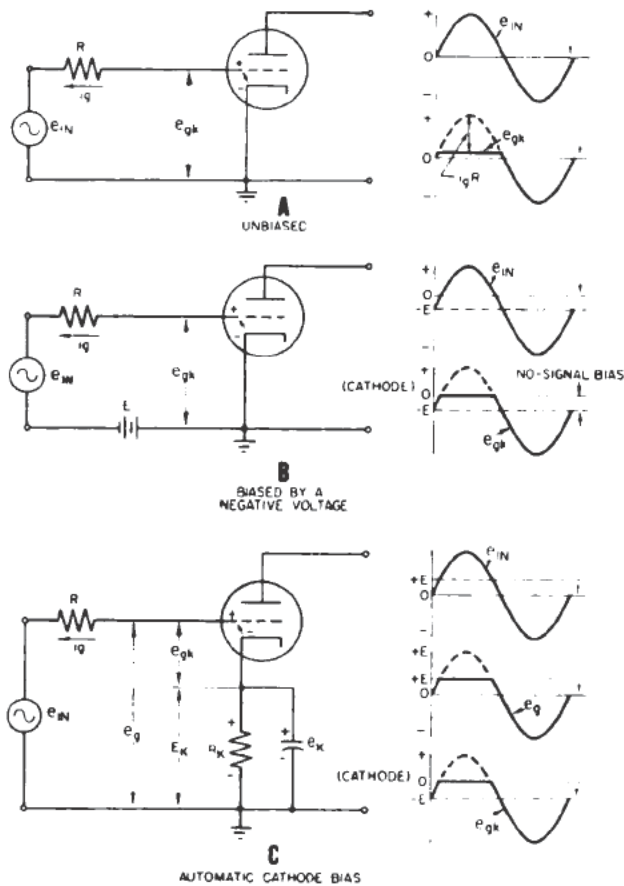 R
ig
eIN
egk
A
UNBIASED
+
0
−
eIN
t
+
0
−
egk
igR
R
ig
eIN
E
egk
B
BIASED BY A
NEGATIVE VOLTAGE
+
0
-E
−
eIN
t
NO-SIGNAL BIAS
(CATHODE)
+
0
-E
−
egk
R
ig
eIN
eg
egk
EK
+
RK
-
+
eK
-
C
AUTOMATIC CATHODE BIAS
+E
0
−
eIN
t
+E
+E
0
−
eg
t
(CATHODE)
+
0
-E
−
egk
t